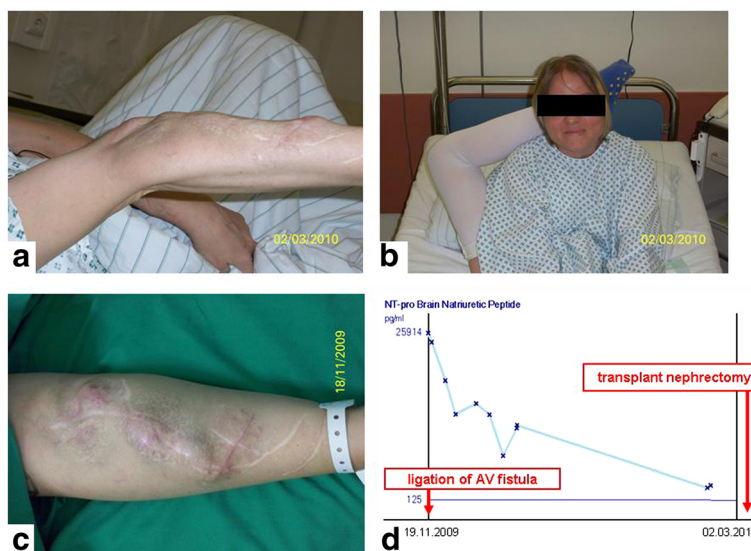 02/03/2010
a
02/03/2010
b
18/11/2009
c
NT-pro Brain Natriuretic Peptide
pg/ml
25914
transplant nephrectomy
ligation of AV fistula
125
19.11.2009
02.03.201
d